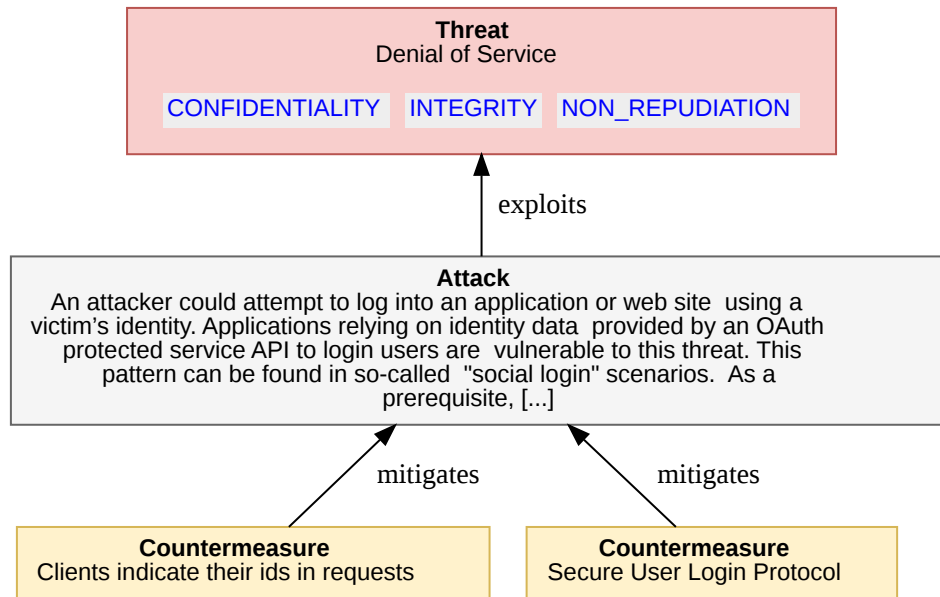 Threat
Denial of Service
CONFIDENTIALITY INTEGRITY NON_REPUDIATION
exploits
Attack
An attacker could attempt to log into an application or web site  using a
victim’s identity. Applications relying on identity data  provided by an OAuth
protected service API to login users are  vulnerable to this threat. This
pattern can be found in so-called  "social login" scenarios.  As a
prerequisite, [...]
mitigates mitigates
Countermeasure
Clients indicate their ids in requests
Countermeasure
Secure User Login Protocol